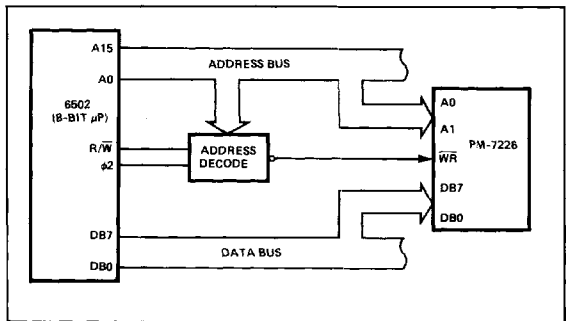 A15
ADDRESS BUS
A0
6502
(8-BIT μP)
R/W̅
ϕ2
ADDRESS
DECODE
A0
A1
PM-7226
W̅R̅
DB7
DB0
DB7
DATA BUS
DB0